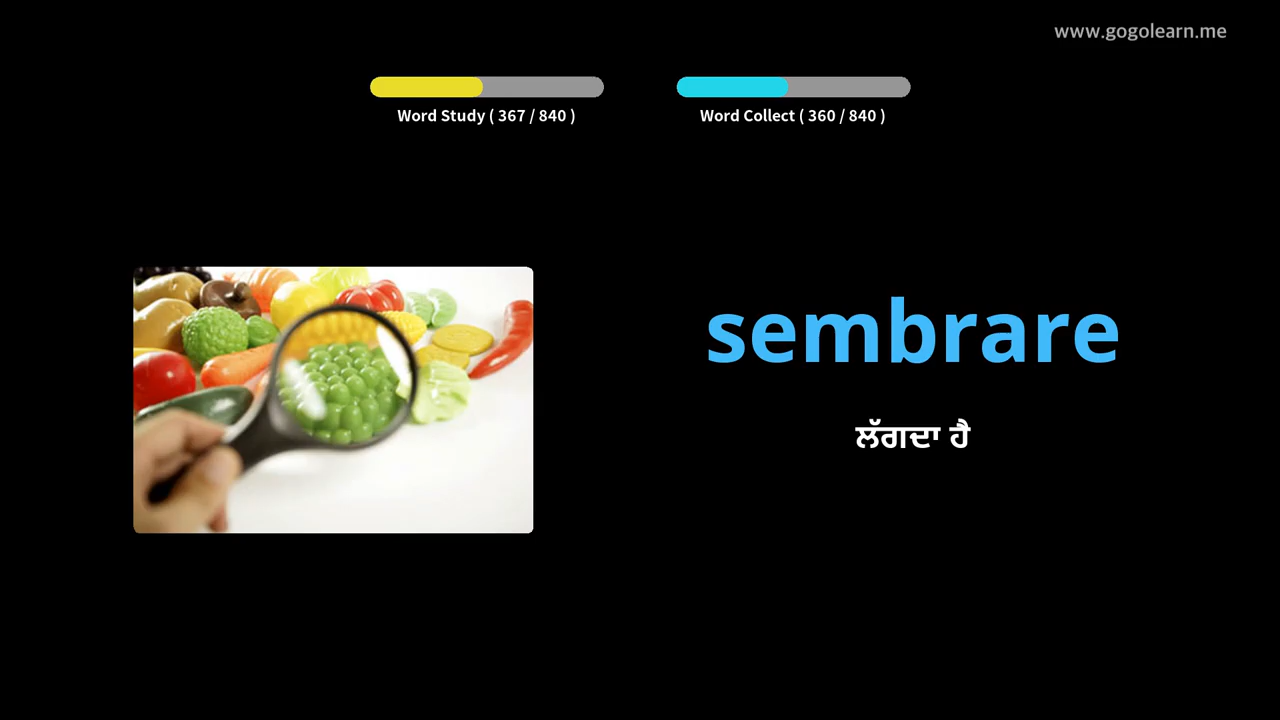 www.gogolearn.me
Word Study ( 367 / 840 )
Word Collect ( 360 / 840 )
sembrare
ਲੱਗਦਾ ਹੈ